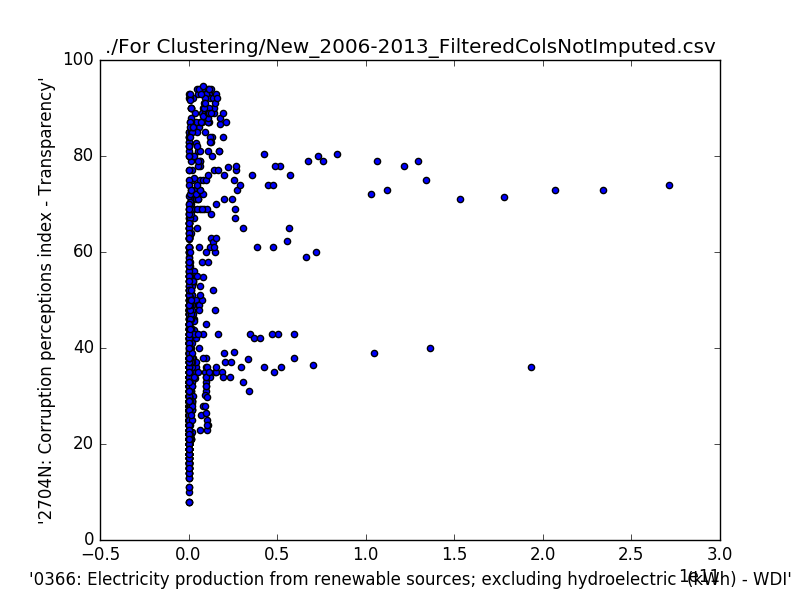 ./For Clustering/New_2006-2013_FilteredColsNotImputed.csv
100
80
60
40
20
0
'2704N: Corruption perceptions index - Transparency'
−0.5 0.0 0.5 1.0 1.5 2.0 2.5 3.0
1e11
'0366: Electricity production from renewable sources; excluding hydroelectric (kWh) - WDI'